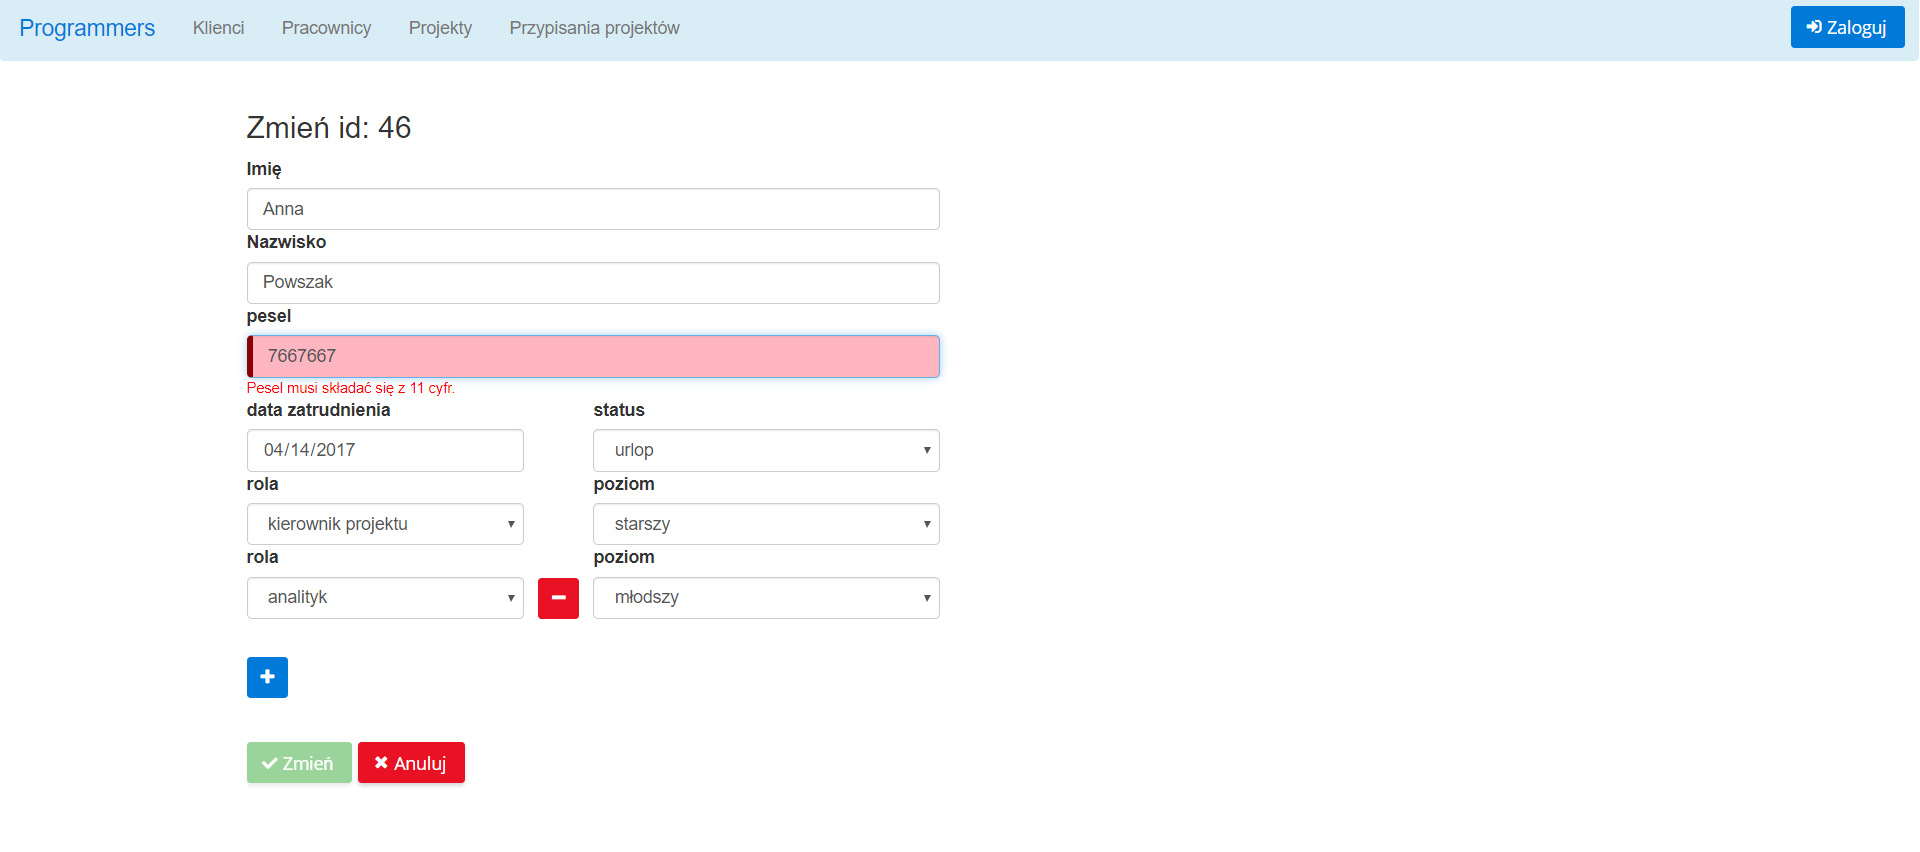 Programmers Klienci Pracownicy Projekty Przypisania projektów Zaloguj
Zmień id: 46
Imię
Anna
Nazwisko
Powszak
pesel
7667667
Pesel musi składać się z 11 cyfr.
data zatrudnienia status
04/14/2017 urlop
rola poziom
kierownik projektu starszy
rola poziom
analityk młodszy
Zmień Anuluj